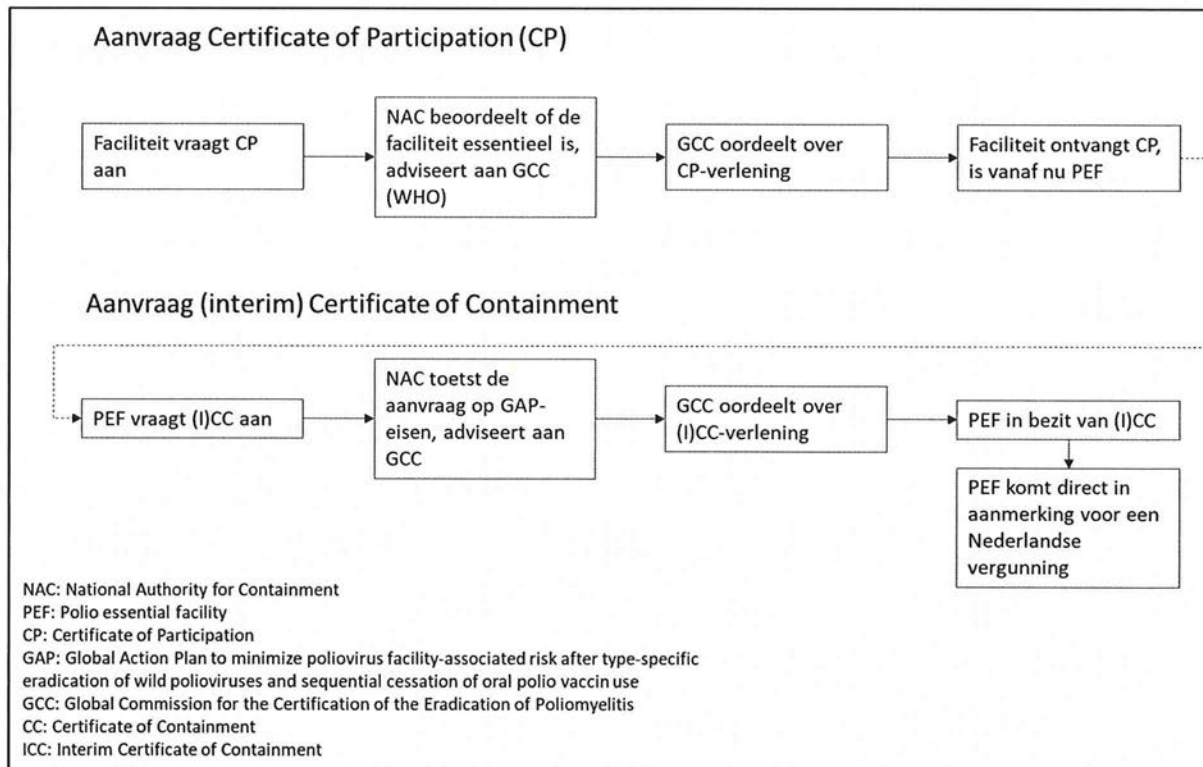 Aanvraag Certificate of Participation (CP)
Faciliteit vraagt CP
aan
NAC beoordeelt of de
faciliteit essentieel is,
adviseert aan GCC
(WHO)
GCC oordeelt over
CP-verlening
Faciliteit ontvangt CP,
is vanaf nu PEF
Aanvraag (interim) Certificate of Containment
PEF vraagt (I)CC aan
NAC toetst de
aanvraag op GAP-
eisen, adviseert aan
GCC
GCC oordeelt over
(I)CC-verlening
PEF in bezit van (I)CC
PEF komt direct in
aanmerking voor een
Nederlandse
vergunning
NAC: National Authority for Containment
PEF: Polio essential facility
CP: Certificate of Participation
GAP: Global Action Plan to minimize poliovirus facility-associated risk after type-specific
eradication of wild polioviruses and sequential cessation of oral polio vaccin use
GCC: Global Commission for the Certification of the Eradication of Poliomyelitis
CC: Certificate of Containment
ICC: Interim Certificate of Containment